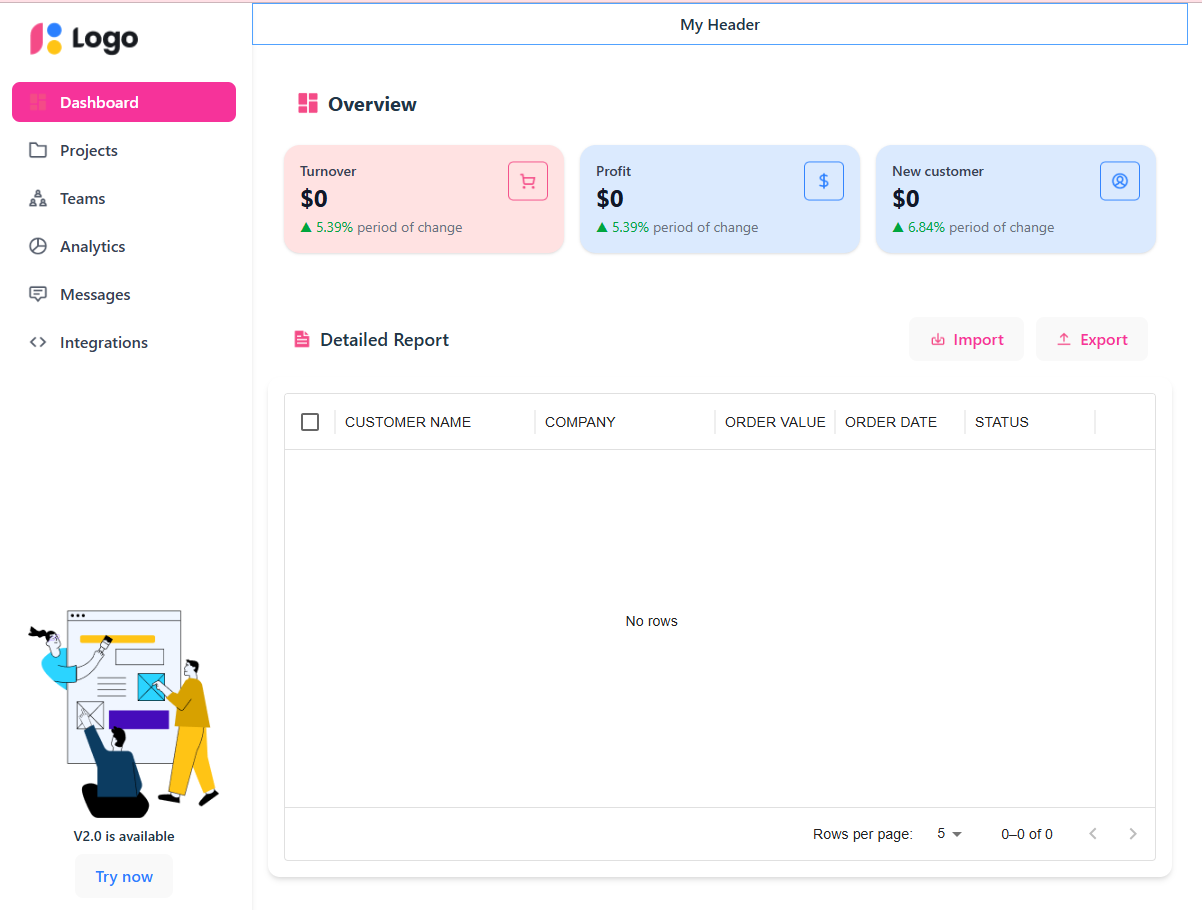 Logo
My Header
Dashboard
Projects
Teams
Analytics
Messages
Integrations
Overview
Turnover
$0
▲ 5.39% period of change
Profit
$
$0
▲ 5.39% period of change
New customer
$0
▲ 6.84% period of change
Detailed Report
Import
Export
CUSTOMER NAME COMPANY ORDER VALUE ORDER DATE STATUS
No rows
Rows per page: 5 0–0 of 0
V2.0 is available
Try now